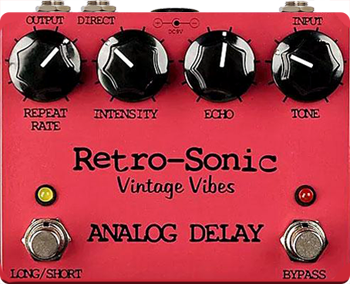 OUTPUT DIRECT INPUT
DC9V
REPEAT RATE
INTENSITY
ECHO
TONE
Retro-Sonic
Vintage Vibes
ANALOG DELAY
LONG/SHORT
BYPASS